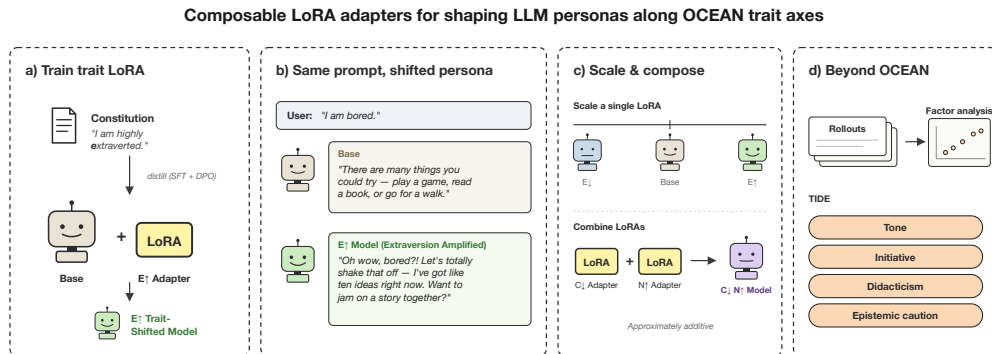 Composable LoRA adapters for shaping LLM personas along OCEAN trait axes
a) Train trait LoRA
Constitution
"I am highly
extraverted."
distill (SFT + DPO)
+
LoRA
Base
E↑ Adapter
E↑ Trait-
Shifted Model
b) Same prompt, shifted persona
User: "I am bored."
Base
"There are many things you
could try — play a game, read
a book, or go for a walk."
E↑ Model (Extraversion Amplified)
"Oh wow, bored?! Let's totally
shake that off — I've got like
ten ideas right now. Want to
jam on a story together?"
c) Scale & compose
Scale a single LoRA
E↓ Base E↑
Combine LoRAs
LoRA + LoRA
C↓ Adapter N↑ Adapter C↓ N↑ Model
Approximately additive
d) Beyond OCEAN
Rollouts
Factor analysis
TIDE
Tone
Initiative
Didacticism
Epistemic caution